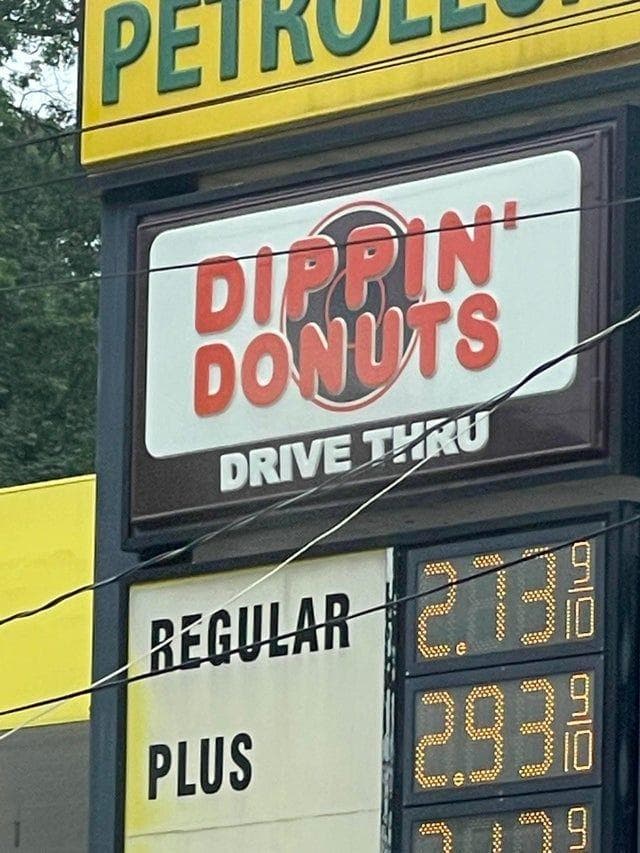 DIPPIN'
DONUTS
DRIVE THRU
REGULAR 2.73 9/10
PLUS 2.93 9/10